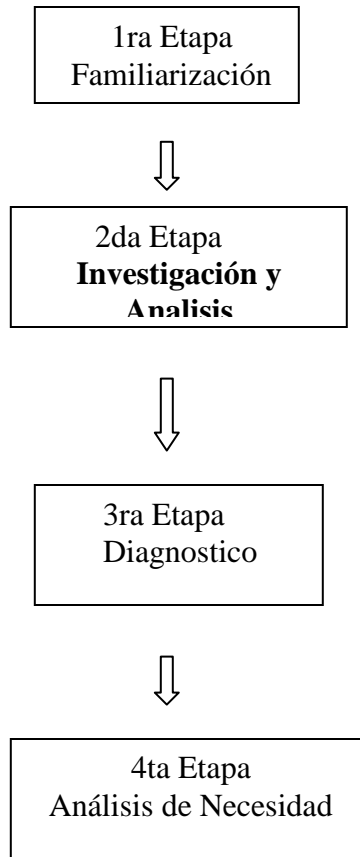 1ra Etapa
Familiarización
2da Etapa
Investigación y
Analisis
3ra Etapa
Diagnostico
4ta Etapa
Análisis de Necesidad